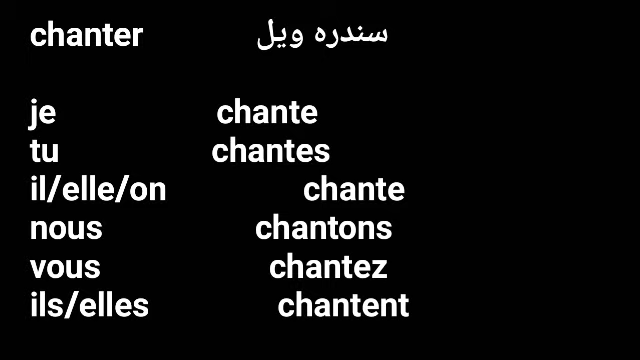 chanter سندره ویل
je chante
tu chantes
il/elle/on chante
nous chantons
vous chantez
ils/elles chantent